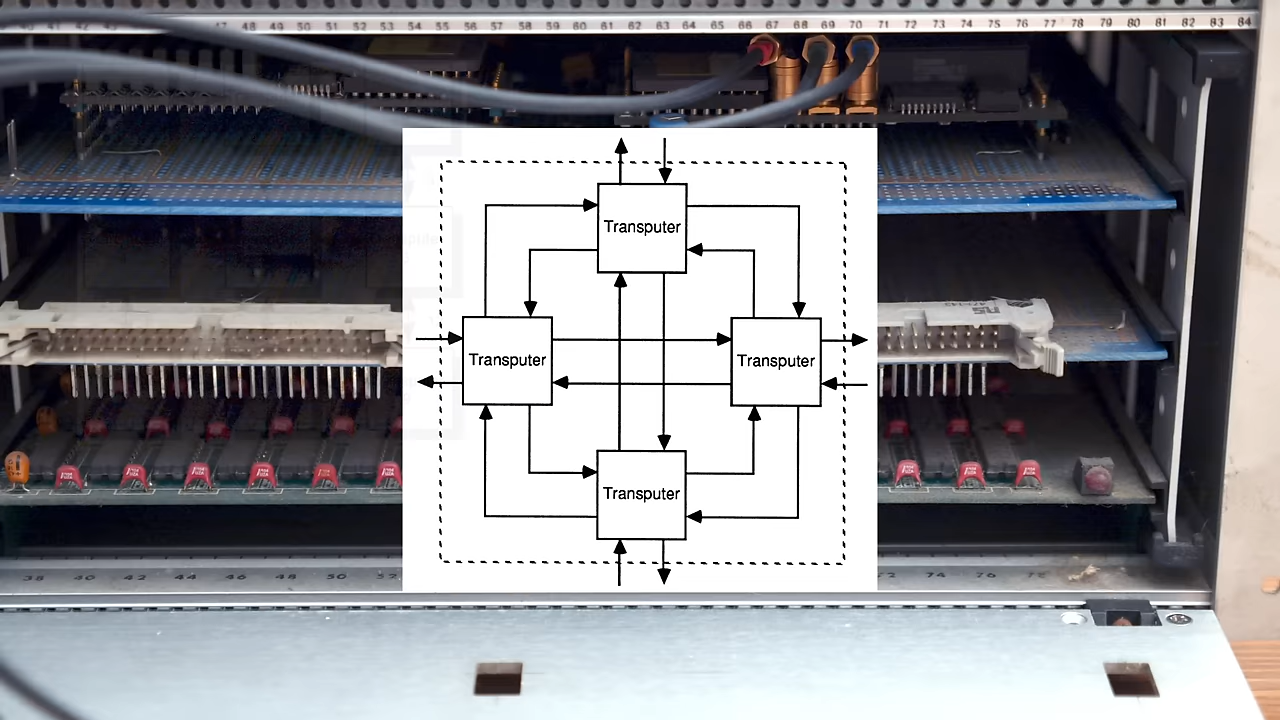 48 49 50 51 52 53 54 55 56 57 58 59 60 61 62 63 64 65 66 67 68 69 70 71 72 73 74 75 76 77 78 79 80 81 82 83 84
Transputer
Transputer
Transputer
Transputer
38 40 42 44 46 48 50 52
74 76